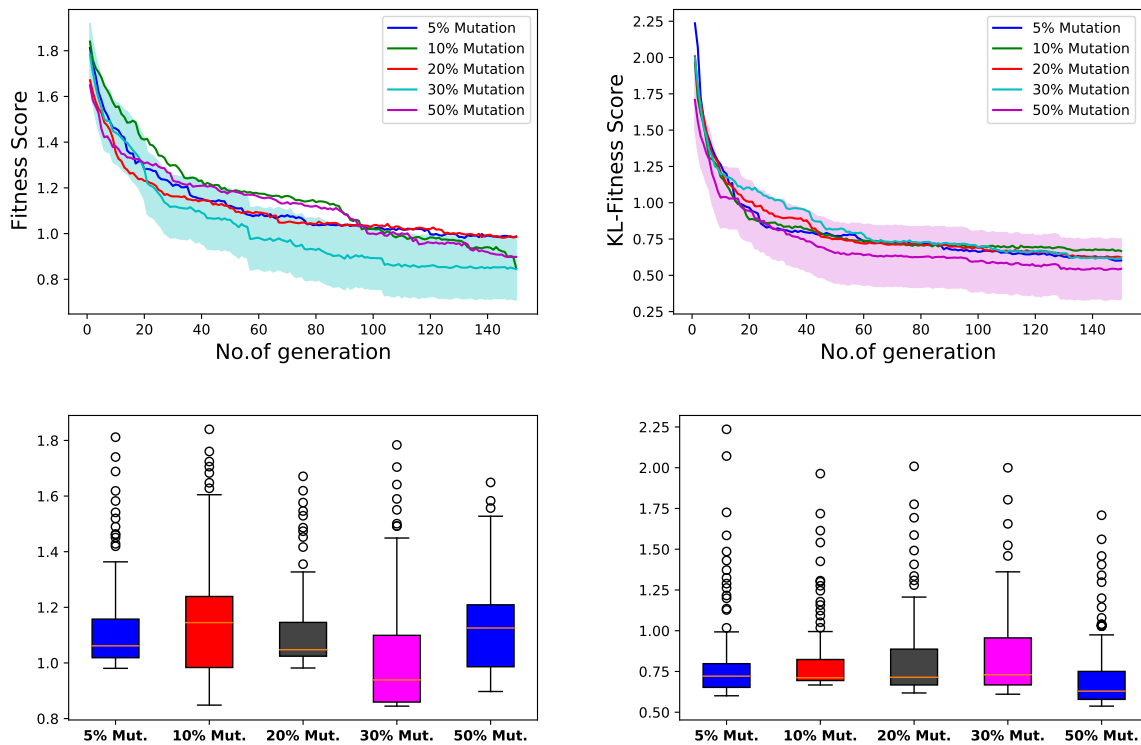 Fitness Score
1.8
1.6
1.4
1.2
1.0
0.8
0 20 40 60 80 100 120 140
No.of generation
5% Mutation
10% Mutation
20% Mutation
30% Mutation
50% Mutation
KL-Fitness Score
2.25
2.00
1.75
1.50
1.25
1.00
0.75
0.50
0.25
0 20 40 60 80 100 120 140
No.of generation
5% Mutation
10% Mutation
20% Mutation
30% Mutation
50% Mutation
1.8
1.6
1.4
1.2
1.0
0.8
5% Mut. 10% Mut. 20% Mut. 30% Mut. 50% Mut.
2.25
2.00
1.75
1.50
1.25
1.00
0.75
0.50
5% Mut. 10% Mut. 20% Mut. 30% Mut. 50% Mut.